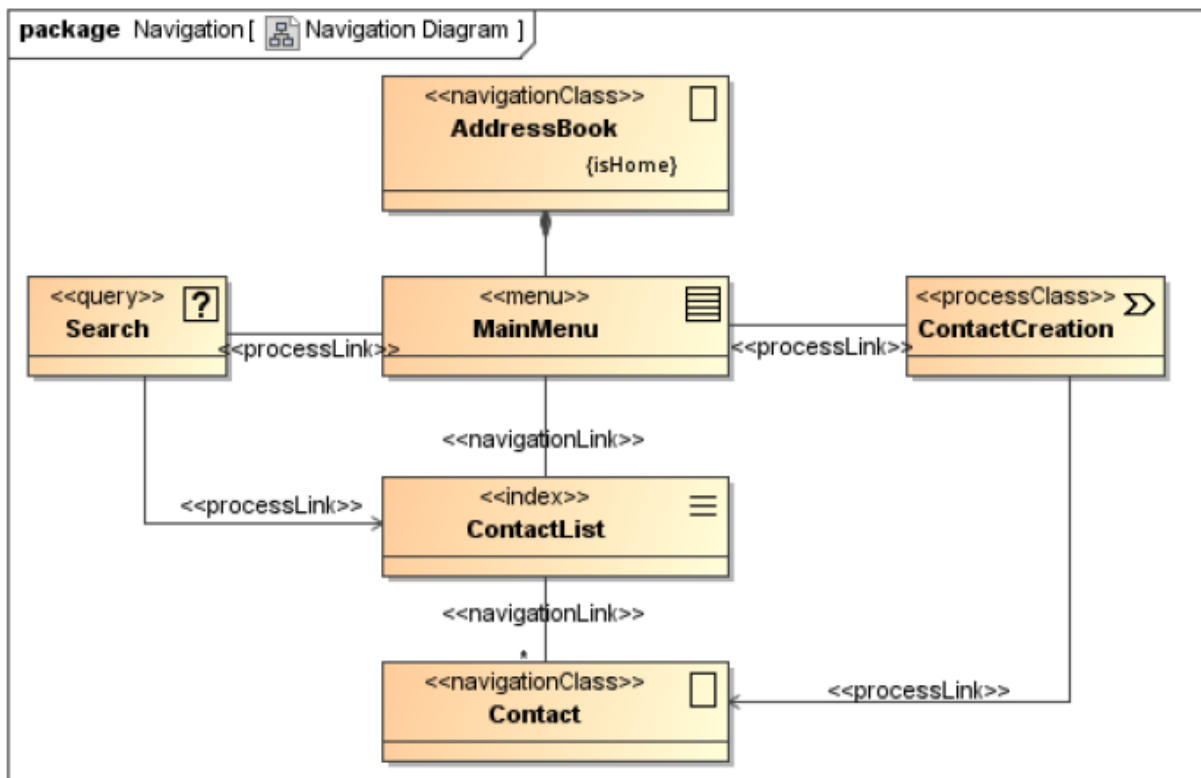 package Navigation [ Navigation Diagram ]
<<navigationClass>>
AddressBook
{isHome}
<<query>>
Search
?
<<processLink>>
<<menu>>
MainMenu
<<processLink>>
<<processClass>>
ContactCreation
<<navigationLink>>
<<processLink>>
<<index>>
ContactList
<<navigationLink>>
*
<<navigationClass>>
Contact
<<processLink>>